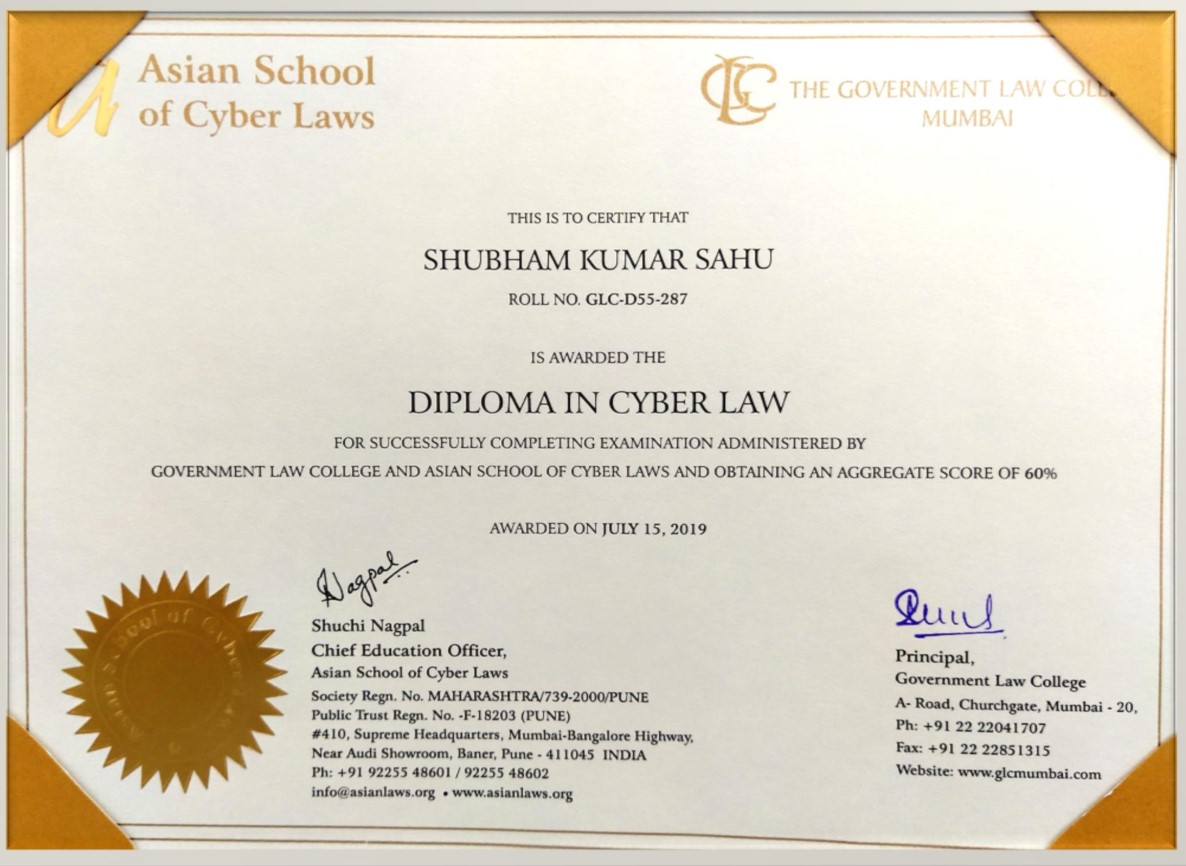 Asian School
of Cyber Laws
THE GOVERNMENT LAW
MUMBAI
THIS IS TO CERTIFY THAT
SHUBHAM KUMAR SAHU
ROLL NO. GLC-D55-287
IS AWARDED THE
DIPLOMA IN CYBER LAW
FOR SUCCESSFULLY COMPLETING EXAMINATION ADMINISTERED BY
GOVERNMENT LAW COLLEGE AND ASIAN SCHOOL OF CYBER LAWS AND OBTAINING AN AGGREGATE SCORE OF 60%
AWARDED ON JULY 15, 2019
Nagpal
Shuchi Nagpal
Chief Education Officer,
Asian School of Cyber Laws
Society Regn. No. MAHARASHTRA/739-2000/PUNE
Public Trust Regn. No. -F-18203 (PUNE)
#410, Supreme Headquarters, Mumbai-Bangalore Highway,
Near Audi Showroom, Baner, Pune - 411045 INDIA
Ph: +91 92255 48601 / 92255 48602
info@asianlaws.org • www.asianlaws.org
Principal,
Government Law College
A- Road, Churchgate, Mumbai - 20,
Ph: +91 22 22041707
Fax: +91 22 22851315
Website: www.glcmumbai.com
School of Cyber